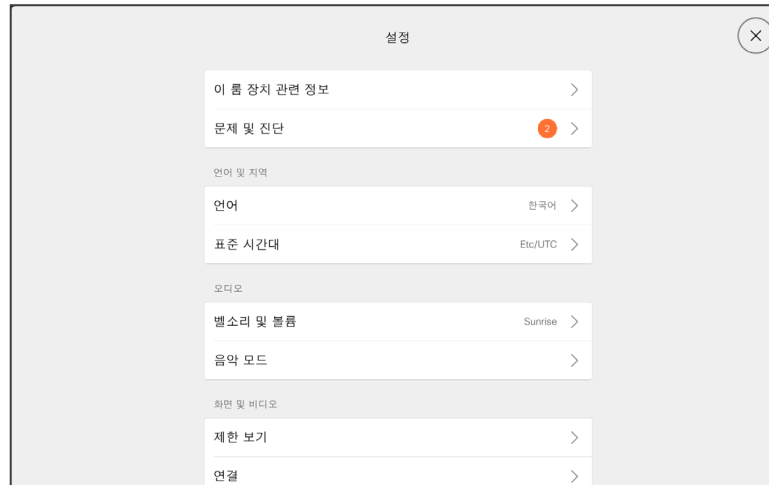 설정
이 룸 장치 관련 정보
문제 및 진단 2
언어 및 지역
언어 한국어
표준 시간대 Etc/UTC
오디오
벨소리 및 볼륨 Sunrise
음악 모드
화면 및 비디오
제한 보기
연결